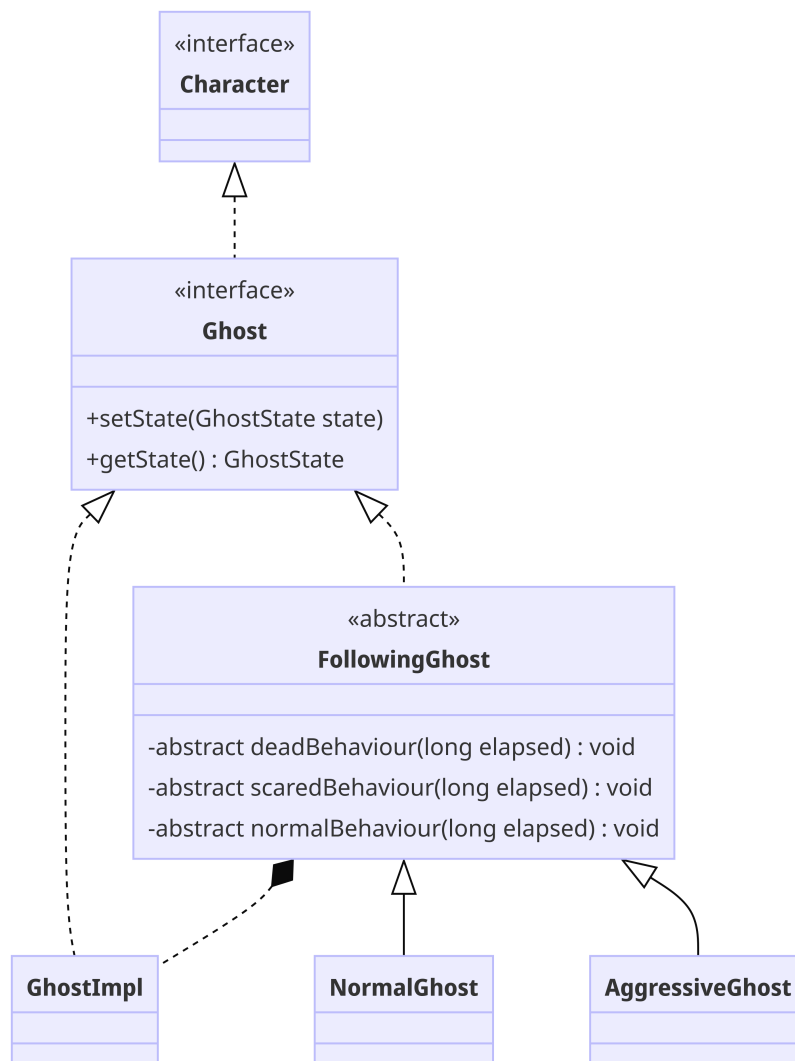 «interface»
Character
«interface»
Ghost
+setState(GhostState state)
+getState() : GhostState
«abstract»
FollowingGhost
-abstract deadBehaviour(long elapsed) : void
-abstract scaredBehaviour(long elapsed) : void
-abstract normalBehaviour(long elapsed) : void
GhostImpl
NormalGhost
AggressiveGhost